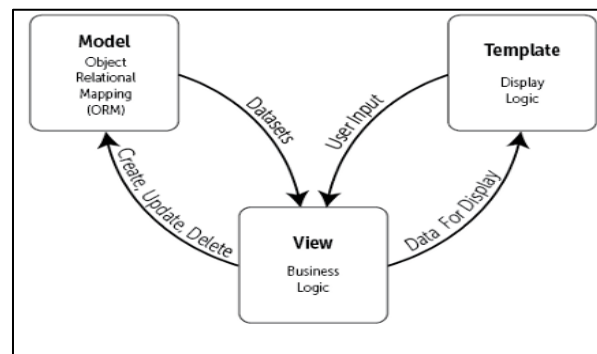 Model
Object
Relational
Mapping
(ORM)
Template
Display
Logic
Datasets
User Input
Create, Update, Delete
Data For Display
View
Business
Logic